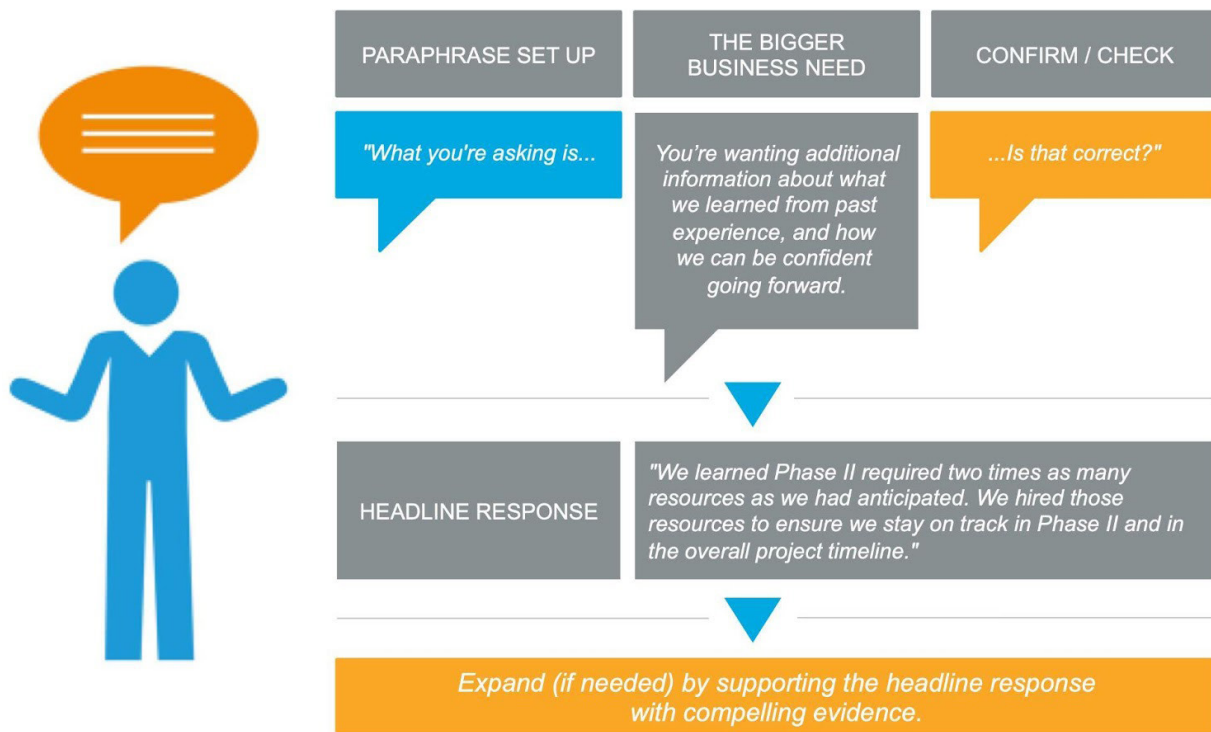 PARAPHRASE SET UP
THE BIGGER
BUSINESS NEED
CONFIRM / CHECK
"What you're asking is...
You’re wanting additional
information about what
we learned from past
experience, and how
we can be confident
going forward.
...Is that correct?"
HEADLINE RESPONSE
"We learned Phase II required two times as many
resources as we had anticipated. We hired those
resources to ensure we stay on track in Phase II and in
the overall project timeline."
Expand (if needed) by supporting the headline response
with compelling evidence.